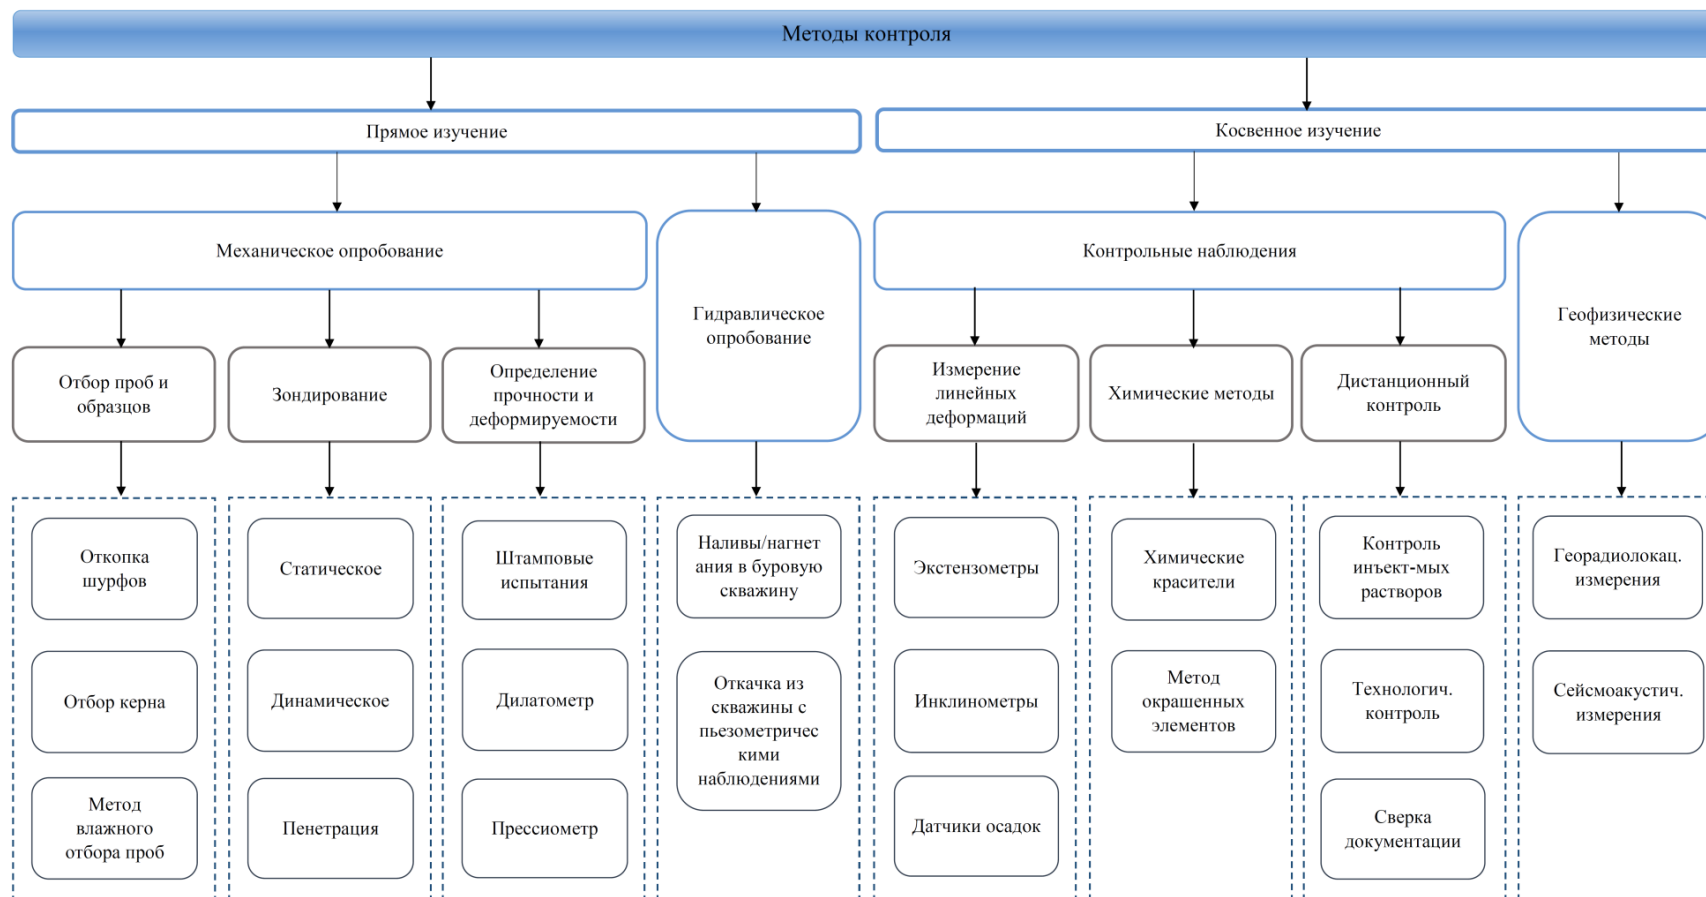 Методы контроля
Прямое изучение
Косвенное изучение
Механическое опробование
Гидравлическое
опробование
Контрольные наблюдения
Геофизические
методы
Отбор проб и
образцов
Зондирование
Определение
прочности и
деформируемости
Измерение
линейных
деформаций
Химические методы
Дистанционный
контроль
Откопка
шурфов
Статическое
Штамповые
испытания
Наливы/нагнет
ания в буровую
скважину
Экстензометры
Химические
красители
Контроль
инъект-мых
растворов
Георадиолокац.
измерения
Отбор керна
Динамическое
Дилатометр
Откачка из
скважины с
пьезометричес
кими
наблюдениями
Инклинометры
Метод
окрашенных
элементов
Технологич.
контроль
Сейсмоакустич.
измерения
Метод
влажного
отбора проб
Пенетрация
Прессиометр
Датчики осадок
Сверка
документации